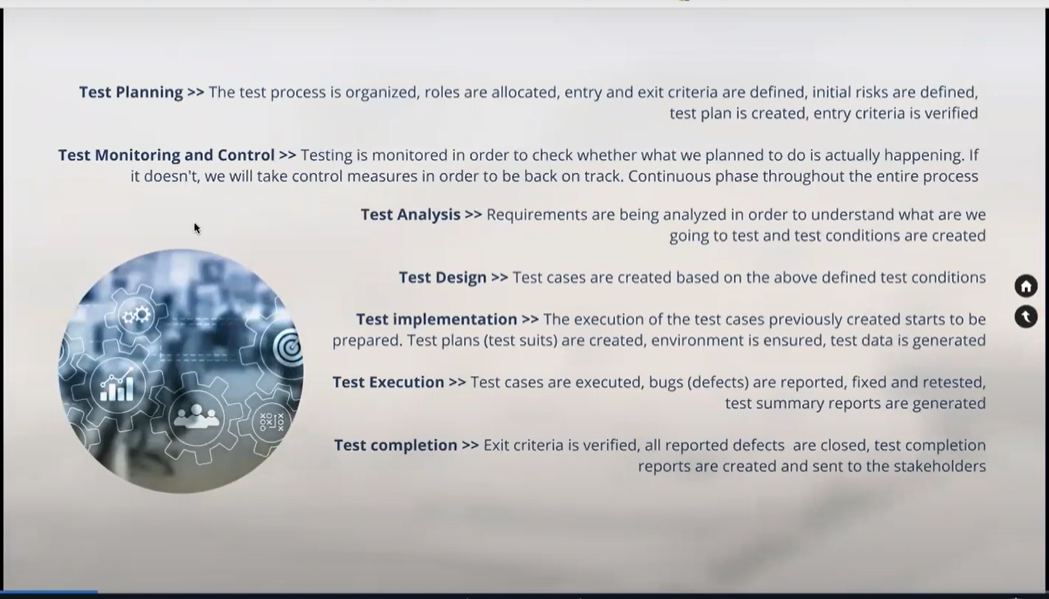 Test Planning >> The test process is organized, roles are allocated, entry and exit criteria are defined, initial risks are defined,
test plan is created, entry criteria is verified
Test Monitoring and Control >> Testing is monitored in order to check whether what we planned to do is actually happening. If
it doesn't, we will take control measures in order to be back on track. Continuous phase throughout the entire process
Test Analysis >> Requirements are being analyzed in order to understand what are we
going to test and test conditions are created
Test Design >> Test cases are created based on the above defined test conditions
Test implementation >> The execution of the test cases previously created starts to be
prepared. Test plans (test suits) are created, environment is ensured, test data is generated
Test Execution >> Test cases are executed, bugs (defects) are reported, fixed and retested,
test summary reports are generated
Test completion >> Exit criteria is verified, all reported defects are closed, test completion
reports are created and sent to the stakeholders